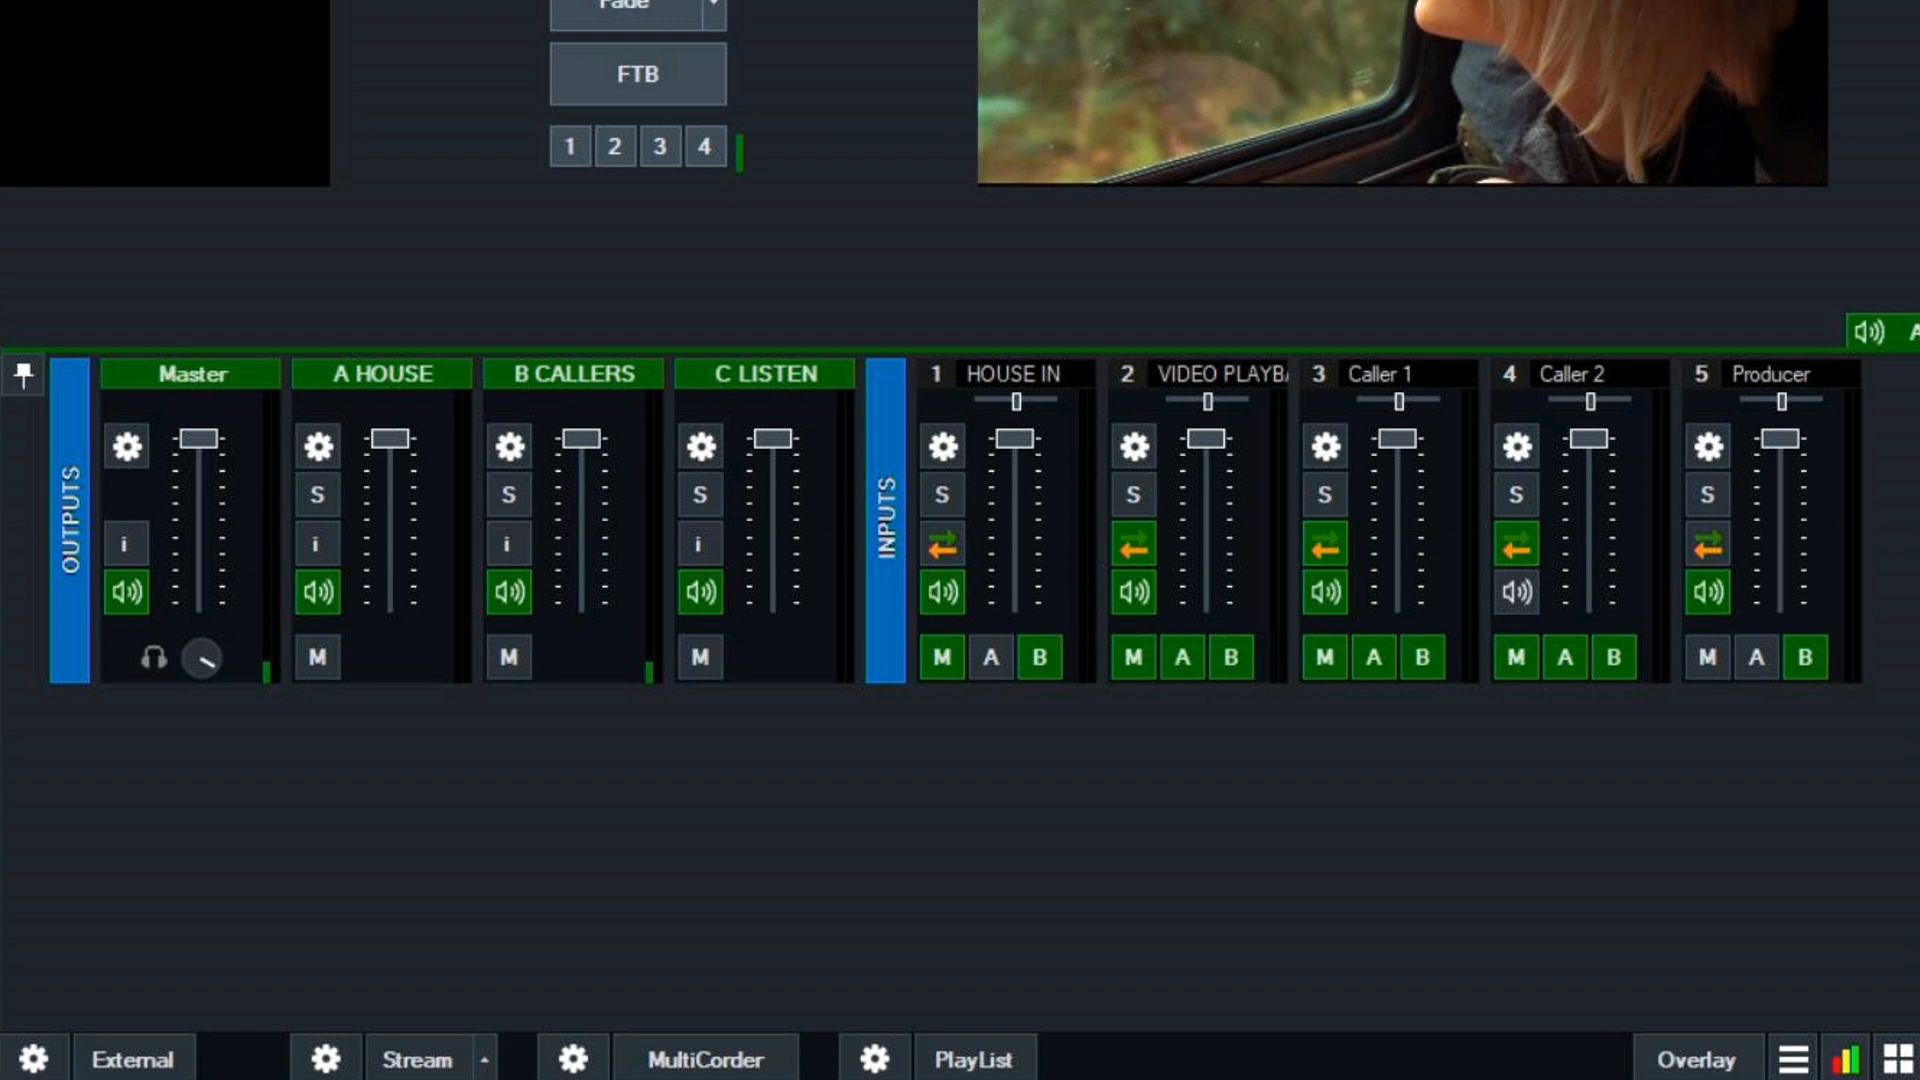 Fade
FTB
1 2 3 4
A
OUTPUTS
Master
A HOUSE
B CALLERS
C LISTEN
INPUTS
1 HOUSE IN
2 VIDEO PLAYBA
3 Caller 1
4 Caller 2
5 Producer
S S S S S S S S
i i i i
M M M
M A B
M A B
M A B
M A B
M A B
External
Stream
MultiCorder
PlayList
Overlay